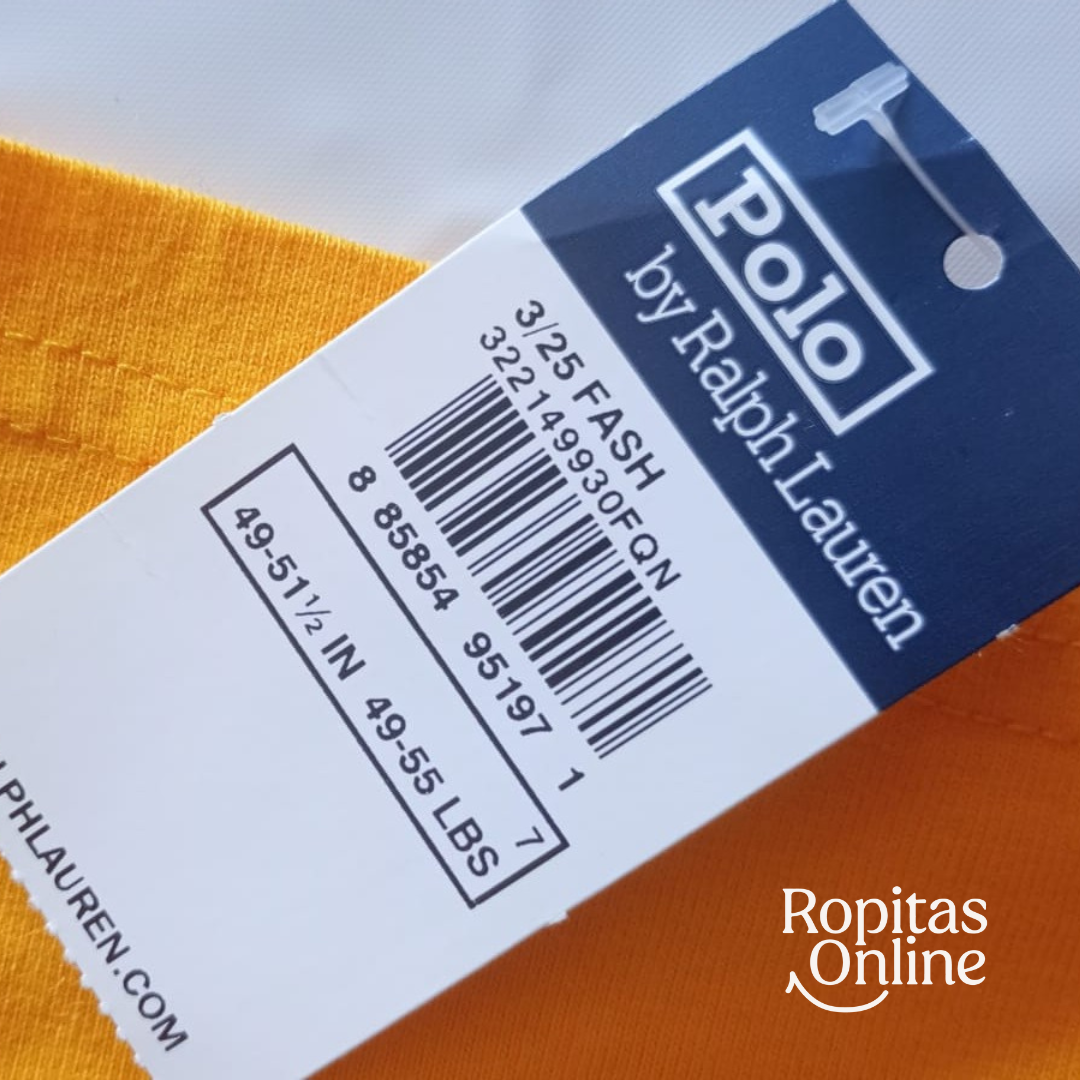 Polo
by Ralph Lauren
3/25 FASH
322149930FQN
8 85854 95197 1
7
49-51½ IN 49-55 LBS
LPHLAUREN.COM
Ropitas
Online